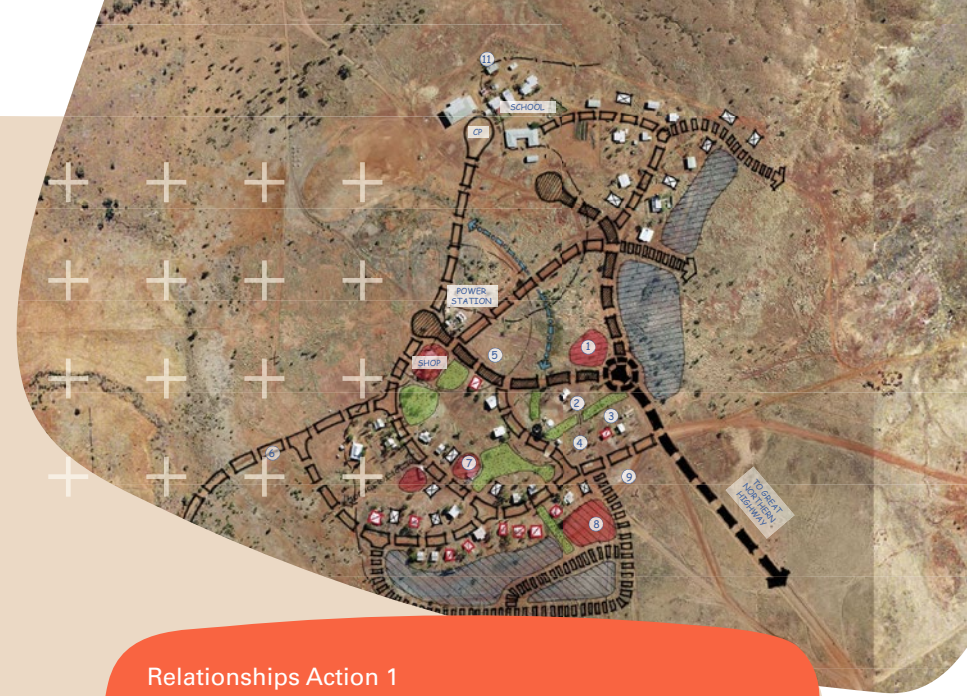 11
SCHOOL
CP
POWER
STATION
SHOP
5
1
2
3
4
6
7
9
8
TO GREAT
NORTHERN
HIGHWAY
Relationships Action 1